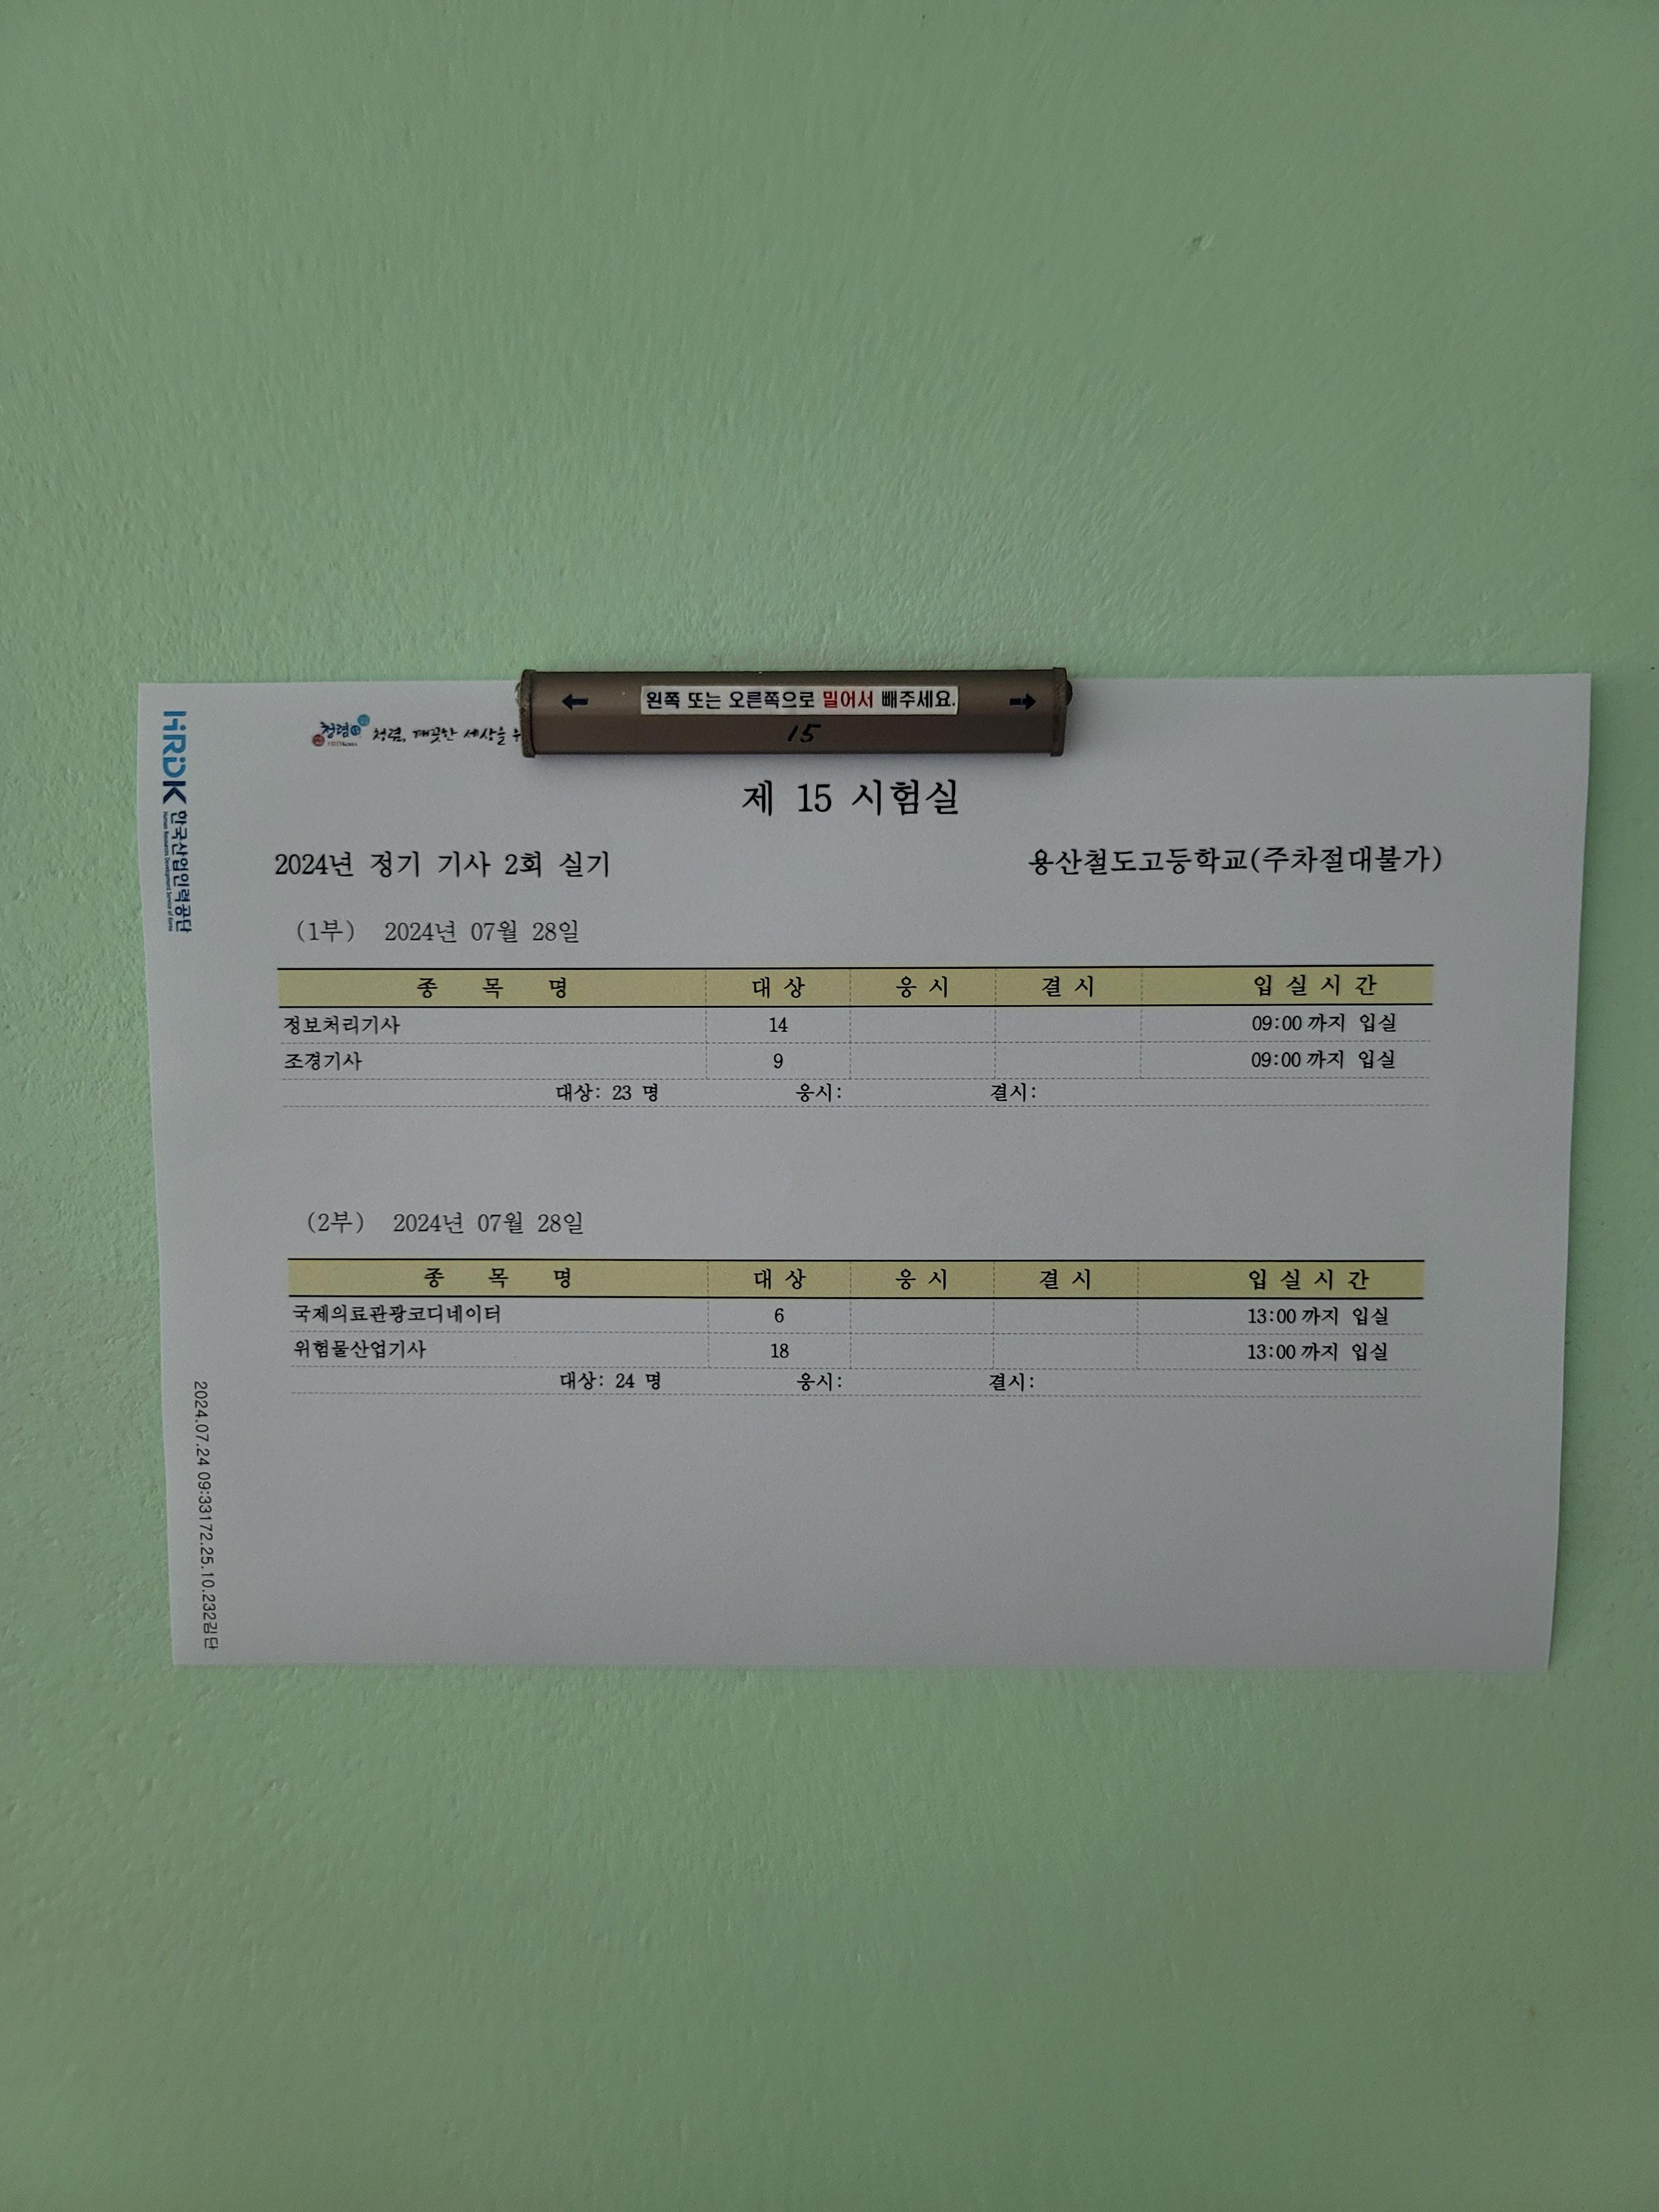 ← 왼쪽 또는 오른쪽으로 밀어서 빼주세요. →
15
청렴, 깨끗한 세상을
HRDK 한국산업인력공단
Human Resources Development Service of Korea
제 15 시험실
2024년 정기 기사 2회 실기 용산철도고등학교(주차절대불가)
(1부) 2024년 07월 28일
종 목 명 대 상 응 시 결 시 입 실 시 간
정보처리기사 14 09:00 까지 입실
조경기사 9 09:00 까지 입실
대상: 23 명 응시: 결시:
(2부) 2024년 07월 28일
종 목 명 대 상 응 시 결 시 입 실 시 간
국제의료관광코디네이터 6 13:00 까지 입실
위험물산업기사 18 13:00 까지 입실
대상: 24 명 응시: 결시:
2024.07.24 09:33172.25.10.232김단